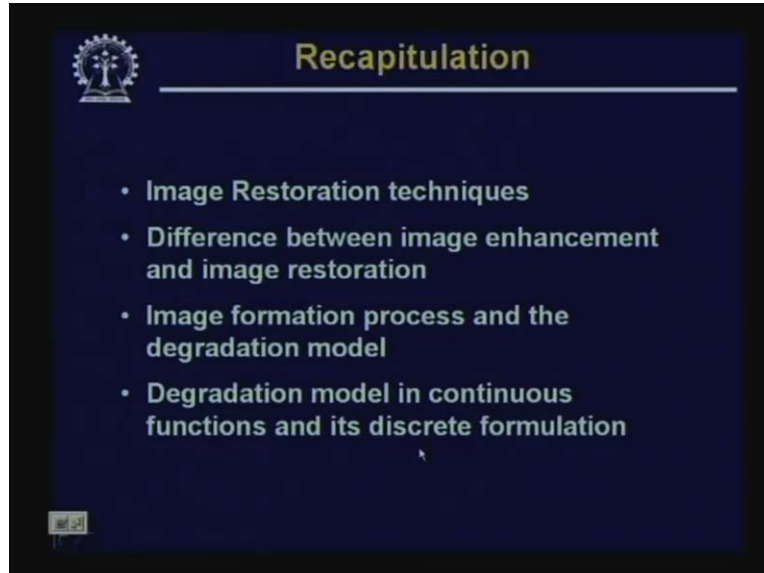 Recapitulation
• Image Restoration techniques
• Difference between image enhancement
and image restoration
• Image formation process and the
degradation model
• Degradation model in continuous
functions and its discrete formulation